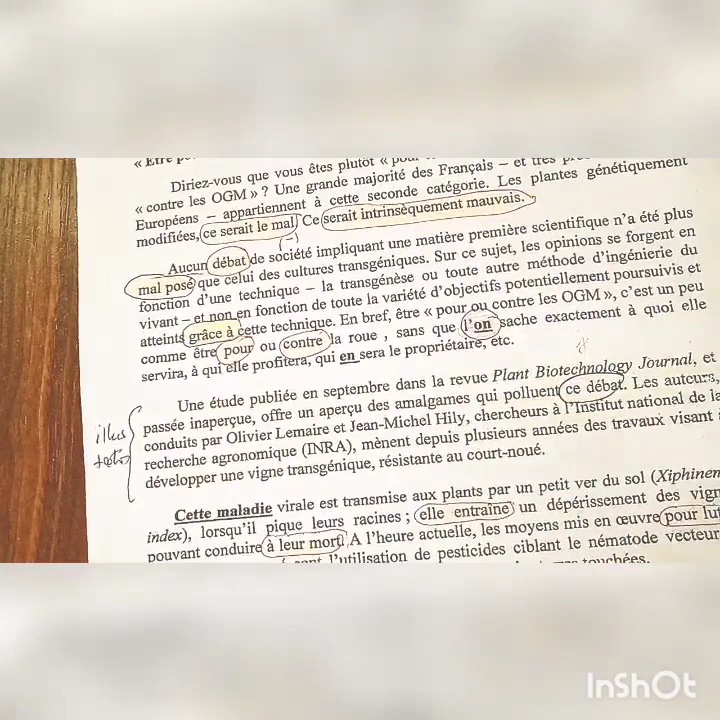 « Etre po
Diriez-vous que vous êtes plutôt « pour
« contre les OGM » ? Une grande majorité des Français – et très
Européens – appartiennent à cette seconde catégorie. Les plantes génétiquement
modifiées, ce serait le mal. Ce serait intrinsèquement mauvais.
(–)
Aucun débat de société impliquant une matière première scientifique n'a été plus
mal posé que celui des cultures transgéniques. Sur ce sujet, les opinions se forgent en
fonction d'une technique – la transgénèse ou toute autre méthode d'ingénierie du
vivant – et non en fonction de toute la variété d'objectifs potentiellement poursuivis et
atteints grâce à cette technique. En bref, être « pour ou contre les OGM », c'est un peu
comme être pour ou contre la roue , sans que l'on sache exactement à quoi elle
servira, à qui elle profitera, qui en sera le propriétaire, etc.
Une étude publiée en septembre dans la revue Plant Biotechnology Journal, et
passée inaperçue, offre un aperçu des amalgames qui polluent ce débat. Les auteurs,
conduits par Olivier Lemaire et Jean-Michel Hily, chercheurs à l'Institut national de la
recherche agronomique (INRA), mènent depuis plusieurs années des travaux visant à
développer une vigne transgénique, résistante au court-noué.
illus
Cette maladie virale est transmise aux plants par un petit ver du sol (Xiphinem
index), lorsqu'il pique leurs racines ; elle entraîne un dépérissement des vign
pouvant conduire à leur mort. A l'heure actuelle, les moyens mis en œuvre pour lut
sont l'utilisation de pesticides ciblant le nématode vecteur
touchées.
InShOt